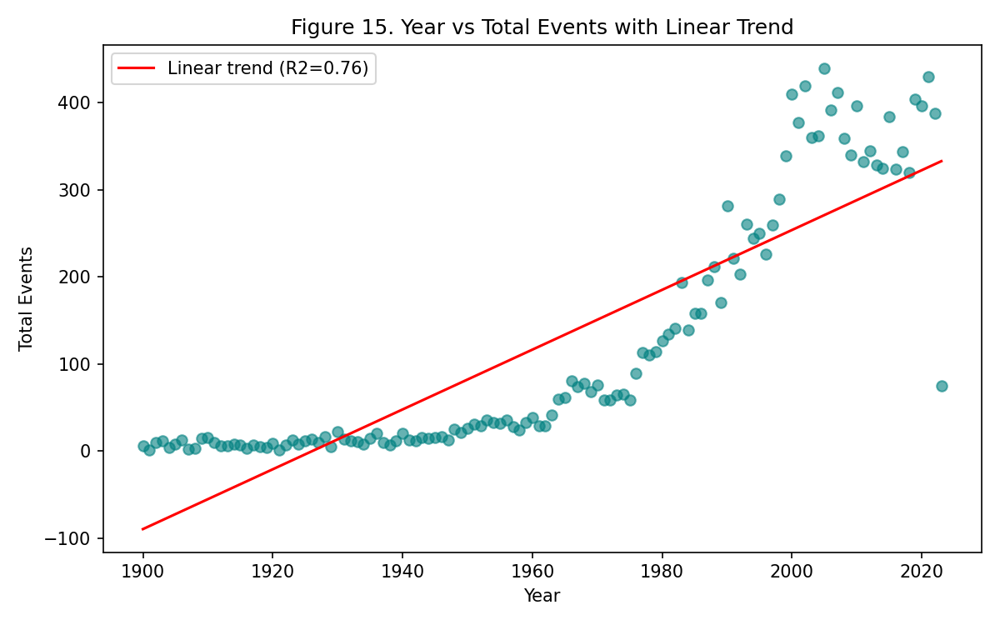 Figure 15. Year vs Total Events with Linear Trend
Linear trend (R2=0.76)
Total Events
400
300
200
100
0
−100
1900 1920 1940 1960 1980 2000 2020
Year